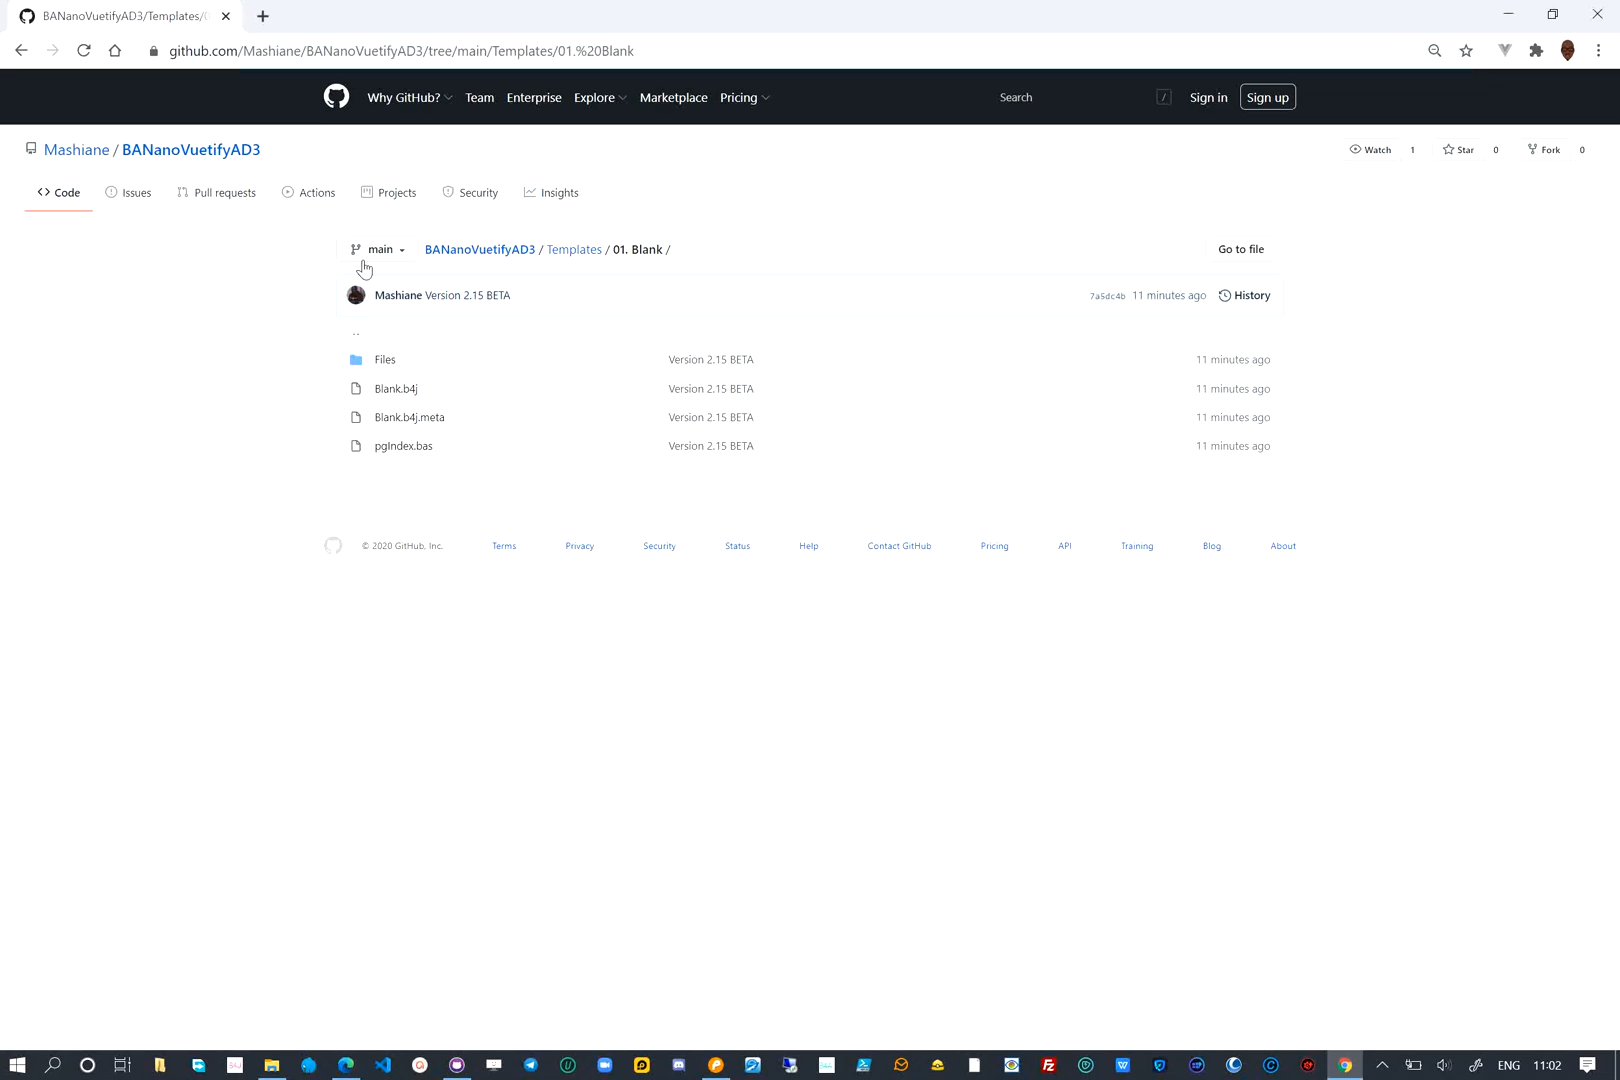 BANanoVuetifyAD3/Templates/
github.com/Mashiane/BANanoVuetifyAD3/tree/main/Templates/01.%20Blank
Why GitHub? Team Enterprise Explore Marketplace Pricing Search / Sign in Sign up
Mashiane / BANanoVuetifyAD3 Watch 1 Star 0 Fork 0
Code Issues Pull requests Actions Projects Security Insights
main BANanoVuetifyAD3 / Templates / 01. Blank / Go to file
Mashiane Version 2.15 BETA 7a5dc4b 11 minutes ago History
..
Files Version 2.15 BETA 11 minutes ago
Blank.b4j Version 2.15 BETA 11 minutes ago
Blank.b4j.meta Version 2.15 BETA 11 minutes ago
pgIndex.bas Version 2.15 BETA 11 minutes ago
© 2020 GitHub, Inc. Terms Privacy Security Status Help Contact GitHub Pricing API Training Blog About
ENG 11:02